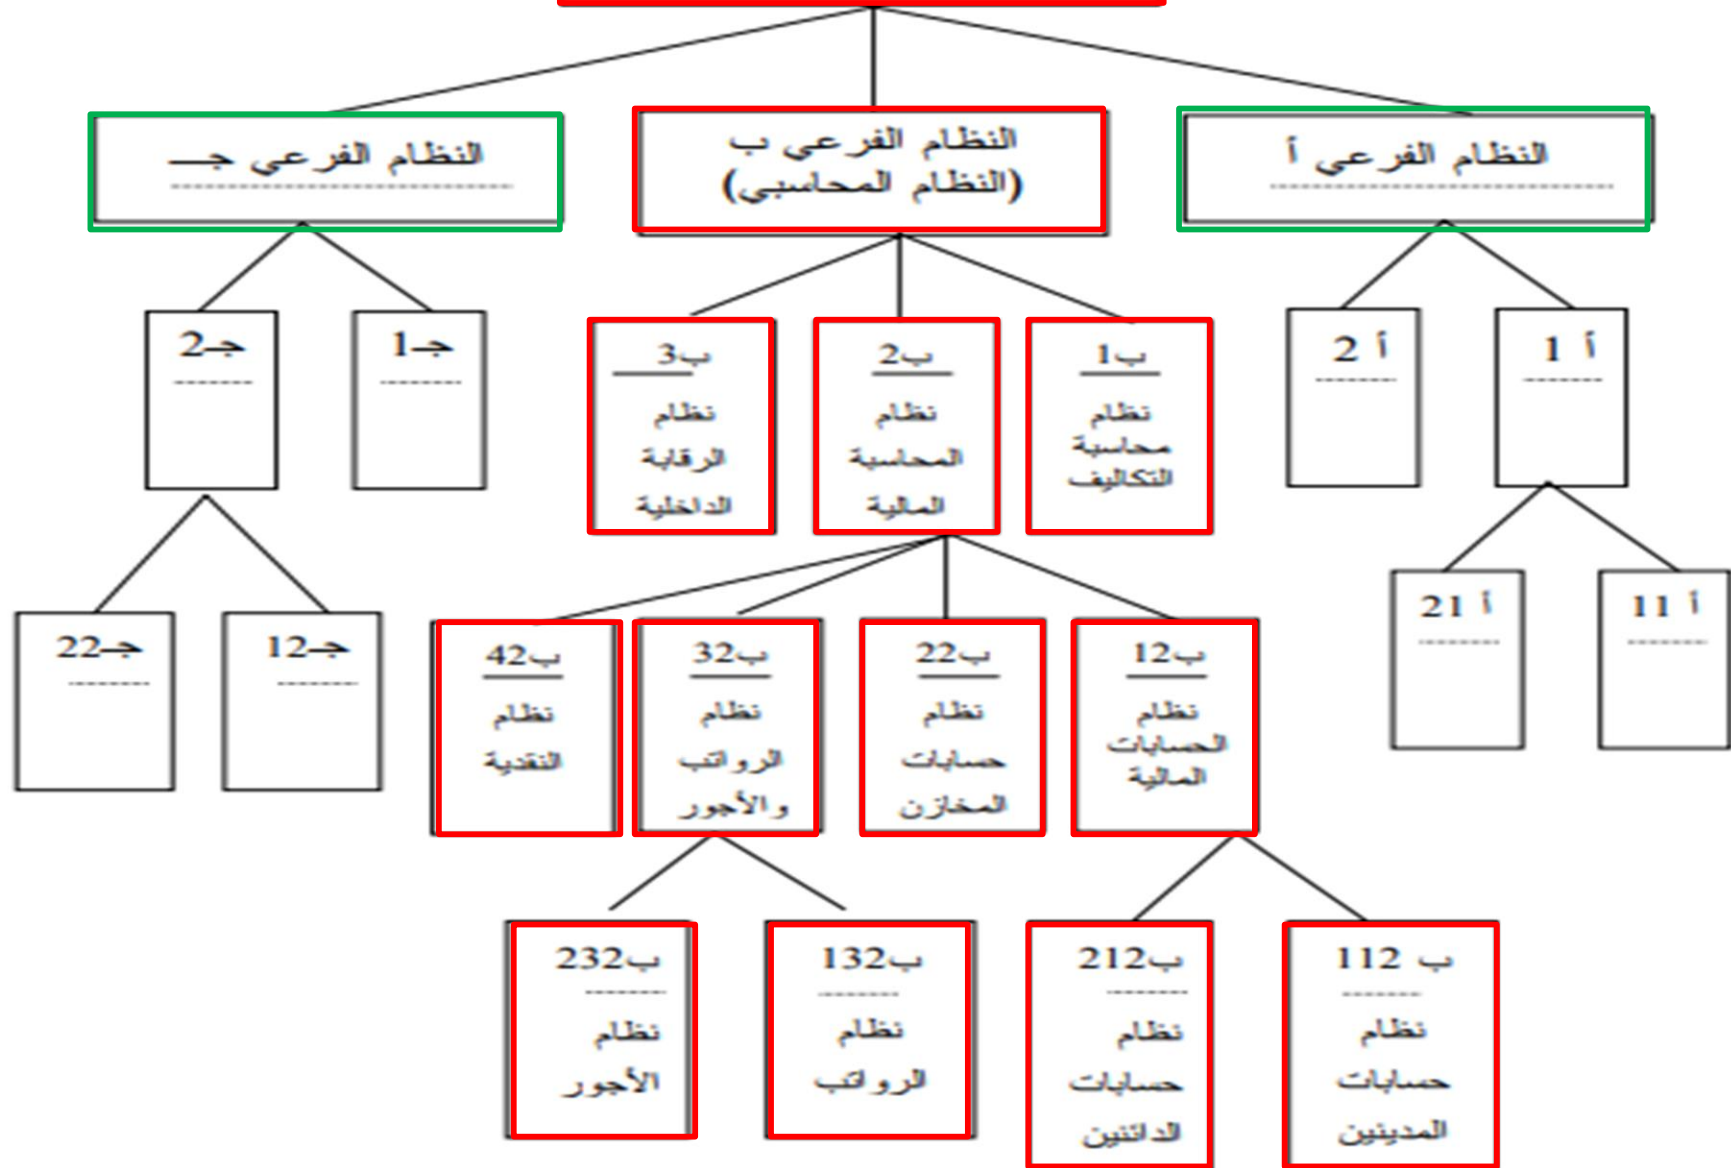 النظام الفرعي أ
النظام الفرعي ب
(النظام المحاسبي)
النظام الفرعي جـ
أ 1
أ 2
ب1
نظام
محاسبة
التكاليف
ب2
نظام
المحاسبة
المالية
ب3
نظام
الرقابة
الداخلية
جـ1
جـ2
أ 11
أ 21
ب12
نظام
الحسابات
المالية
ب22
نظام
حسابات
المخازن
ب32
نظام
الرواتب
والأجور
ب42
نظام
النقدية
جـ12
جـ22
ب 112
نظام
حسابات
المدينين
ب212
نظام
حسابات
الدائنين
ب132
نظام
الرواتب
ب232
نظام
الأجور